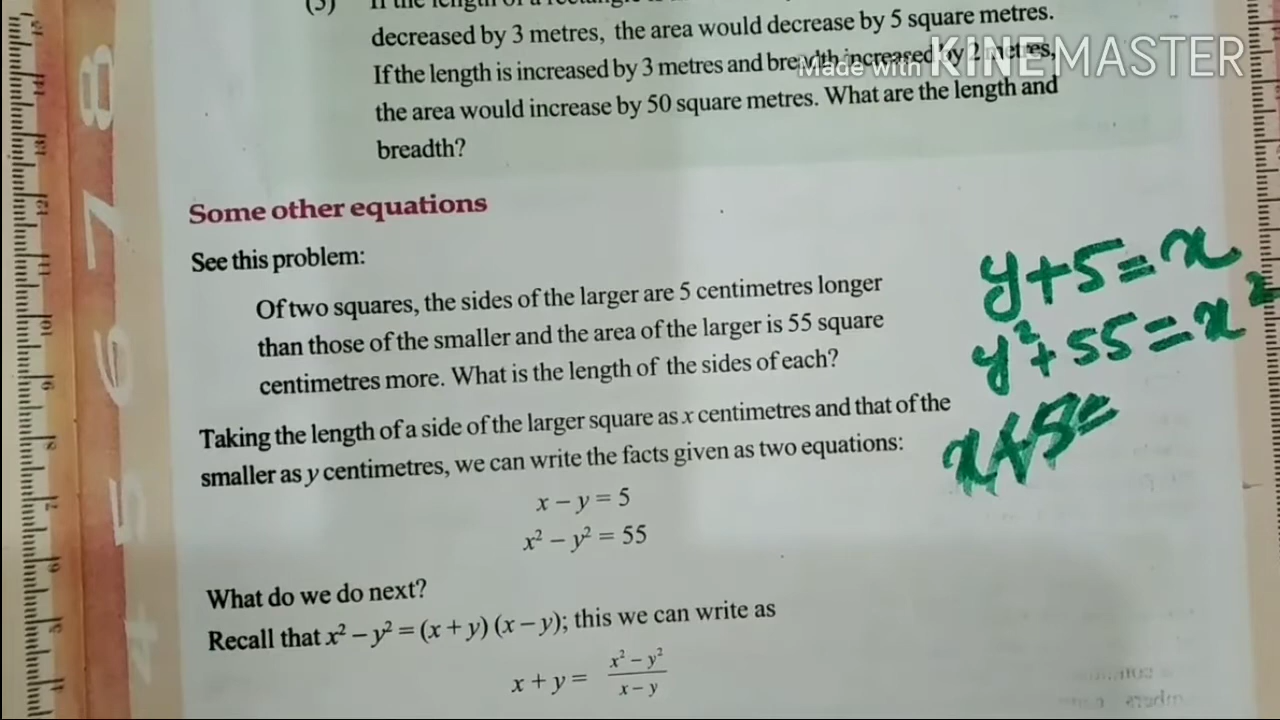 (3)
decreased by 3 metres, the area would decrease by 5 square metres.
If the length is increased by 3 metres and breadth increased by 2 metres,
Made with KINEMASTER
the area would increase by 50 square metres. What are the length and
breadth?
8
7
6
5
4
Some other equations
See this problem:
Of two squares, the sides of the larger are 5 centimetres longer
than those of the smaller and the area of the larger is 55 square
centimetres more. What is the length of the sides of each?
y+5=x
y²+55=x²
Taking the length of a side of the larger square as x centimetres and that of the
smaller as y centimetres, we can write the facts given as two equations:
x – y = 5
x² – y² = 55
What do we do next?
Recall that x² – y² = (x + y) (x – y); this we can write as
x + y = x² – y² / x – y